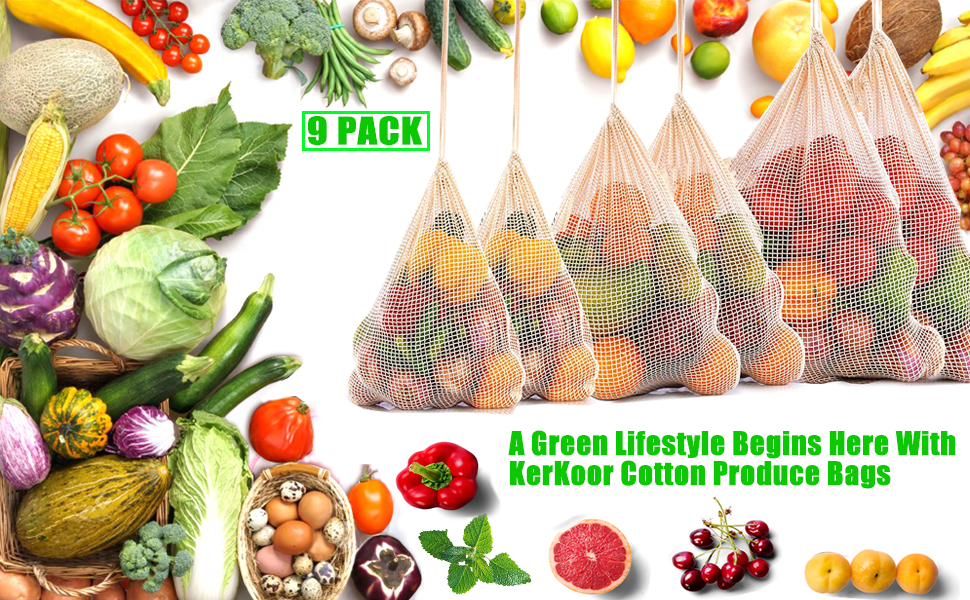 9 PACK
A Green Lifestyle Begins Here With
KerKoor Cotton Produce Bags